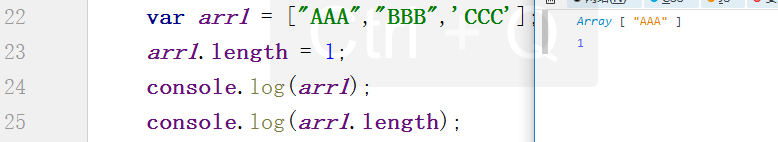 22 var arr1 = ["AAA","BBB",'CCC'];
23 arr1.length = 1;
24 console.log(arr1);
25 console.log(arr1.length);
Ctrl + Q
Array [ "AAA" ]
1